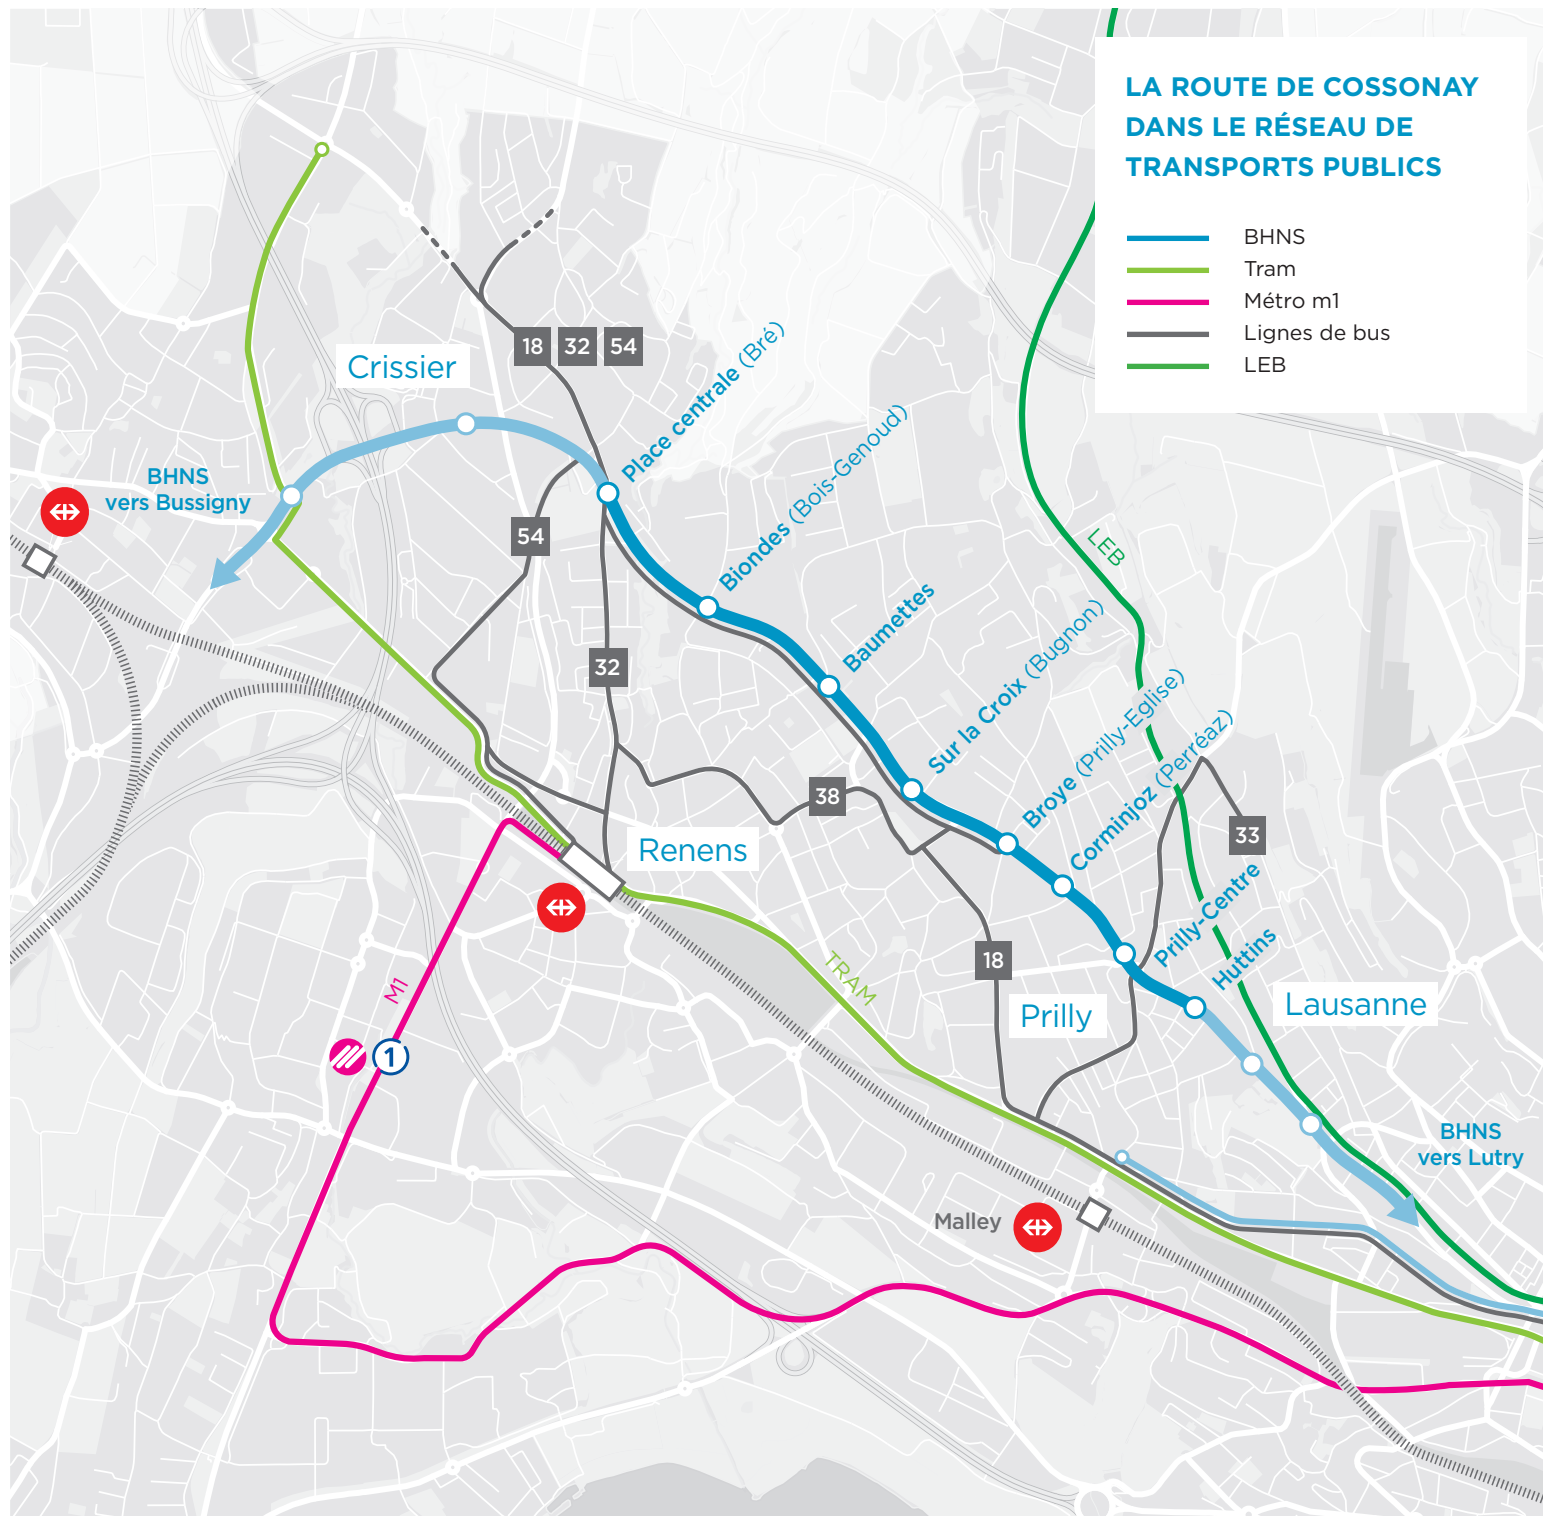 LA ROUTE DE COSSONAY
DANS LE RÉSEAU DE
TRANSPORTS PUBLICS
BHNS
Tram
Métro m1
Lignes de bus
LEB
18 32 54
Crissier
Place centrale (Bré)
BHNS
vers Bussigny
Biondes (Bois-Genoud)
54
LEB
Baumettes
32
Sur la Croix (Bugnon)
Broye (Prilly-Eglise)
Corminjoz (Perréaz)
38
33
Renens
Prilly-Centre
Huttins
18
TRAM
M1
Prilly
Lausanne
1
BHNS
vers Lutry
Malley